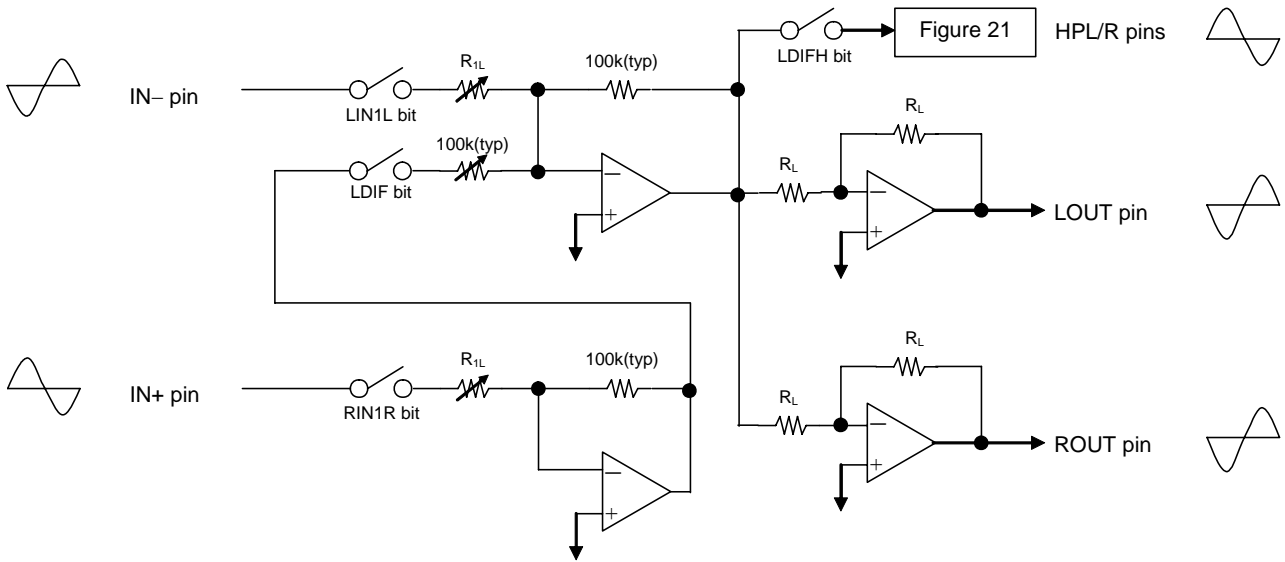 Figure 21
HPL/R pins
LDIFH bit
R1L
100k(typ)
IN− pin
LIN1L bit
100k(typ)
RL
LDIF bit
RL
−
−
+
+
LOUT pin
R1L
100k(typ)
RL
IN+ pin
RIN1R bit
RL
−
ROUT pin
+
−
+